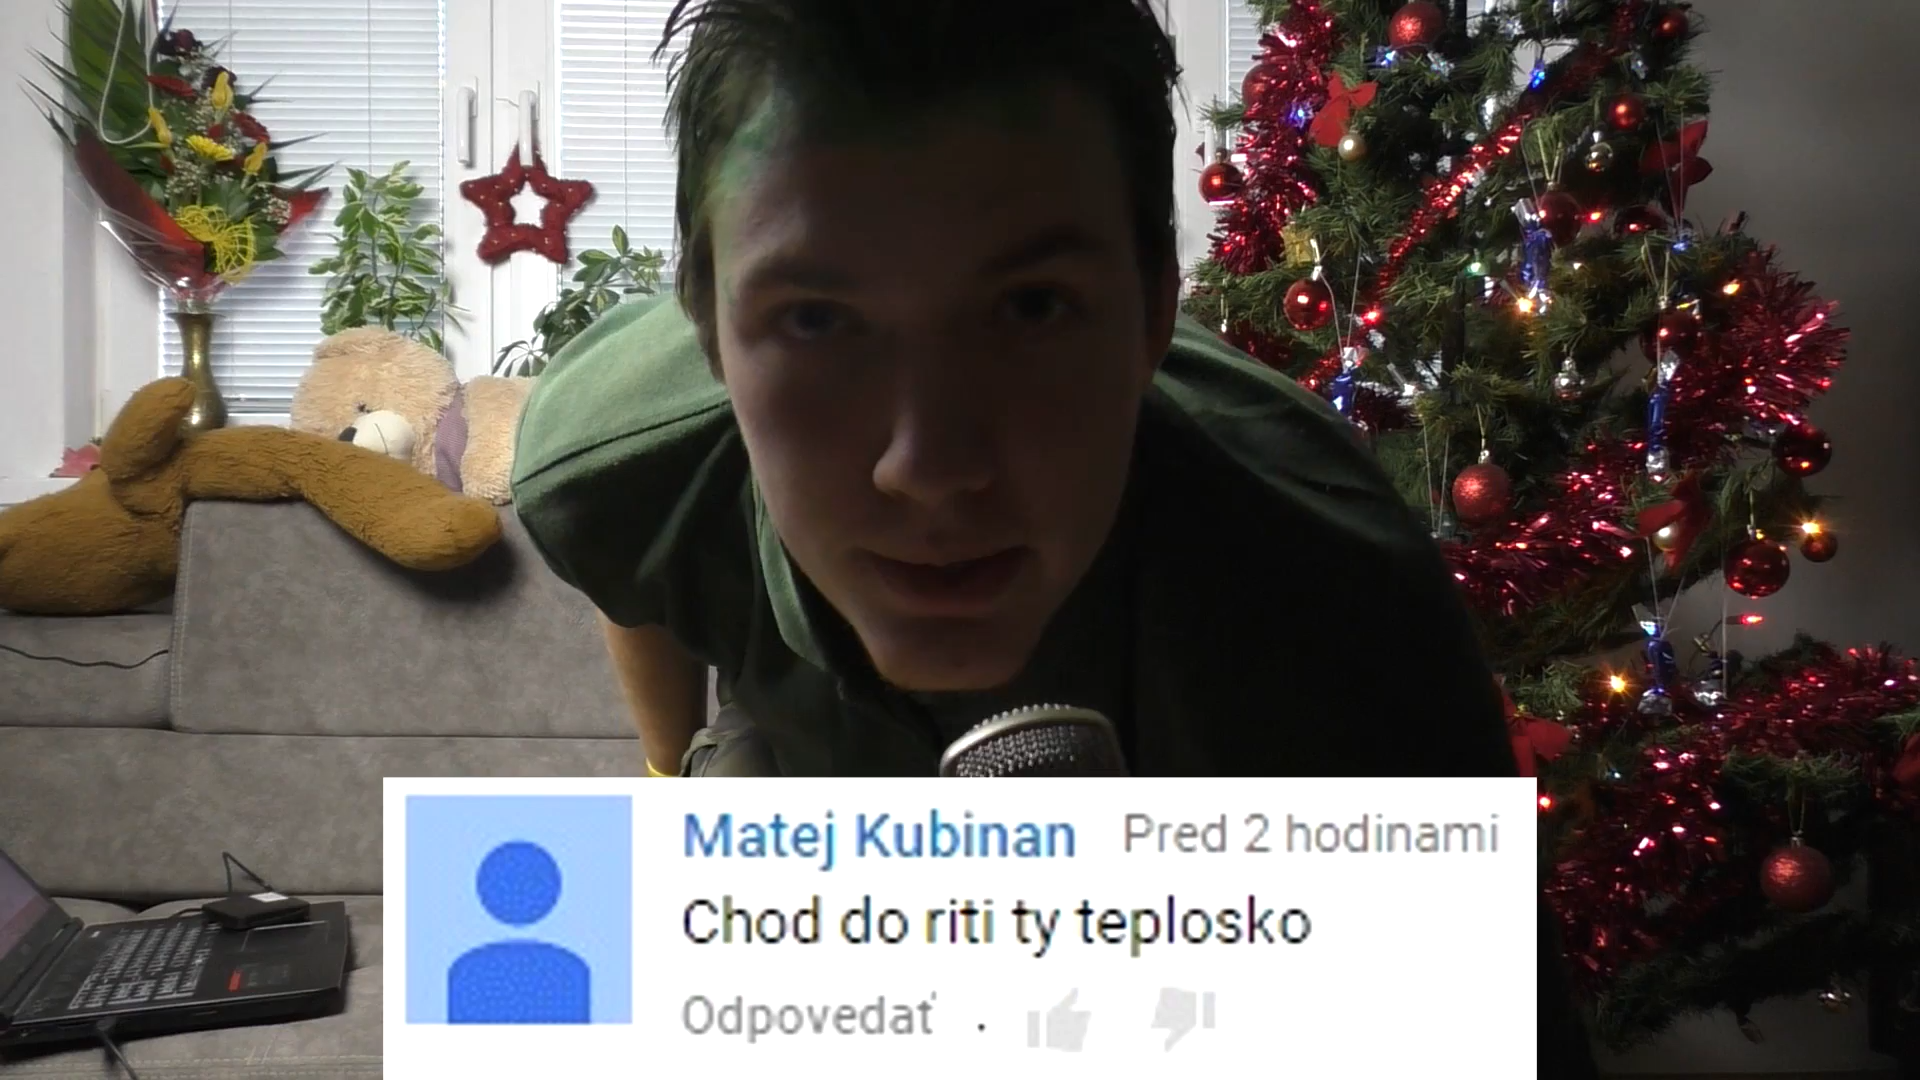 Matej Kubinan Pred 2 hodinami
Chod do riti ty teplosko
Odpovedať .